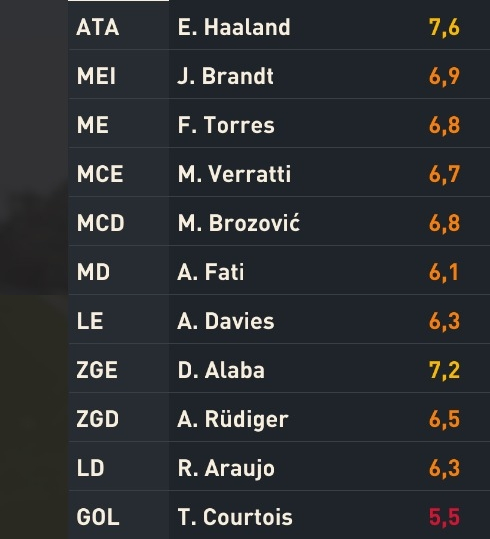 ATA E. Haaland 7,6
MEI J. Brandt 6,9
ME F. Torres 6,8
MCE M. Verratti 6,7
MCD M. Brozović 6,8
MD A. Fati 6,1
LE A. Davies 6,3
ZGE D. Alaba 7,2
ZGD A. Rüdiger 6,5
LD R. Araujo 6,3
GOL T. Courtois 5,5